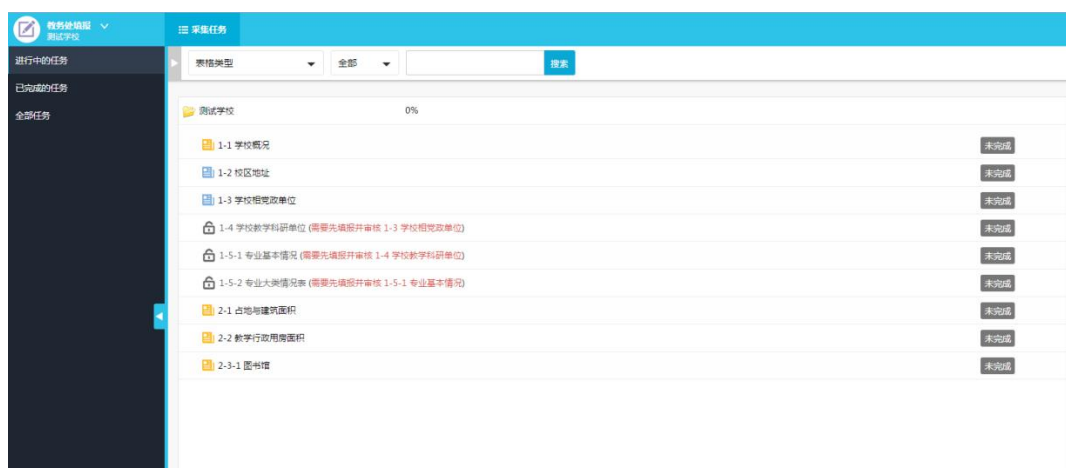 教务处填报
测试学校
采集任务
进行中的任务
已完成的任务
全部任务
表格类型 全部 搜索
测试学校 0%
1-1 学校概况 未完成
1-2 校区地址 未完成
1-3 学校相党政单位 未完成
1-4 学校教学科研单位 (需要先填报并审核 1-3 学校相党政单位) 未完成
1-5-1 专业基本情况 (需要先填报并审核 1-4 学校教学科研单位) 未完成
1-5-2 专业大类情况表 (需要先填报并审核 1-5-1 专业基本情况) 未完成
2-1 占地与建筑面积 未完成
2-2 教学行政用房面积 未完成
2-3-1 图书馆 未完成